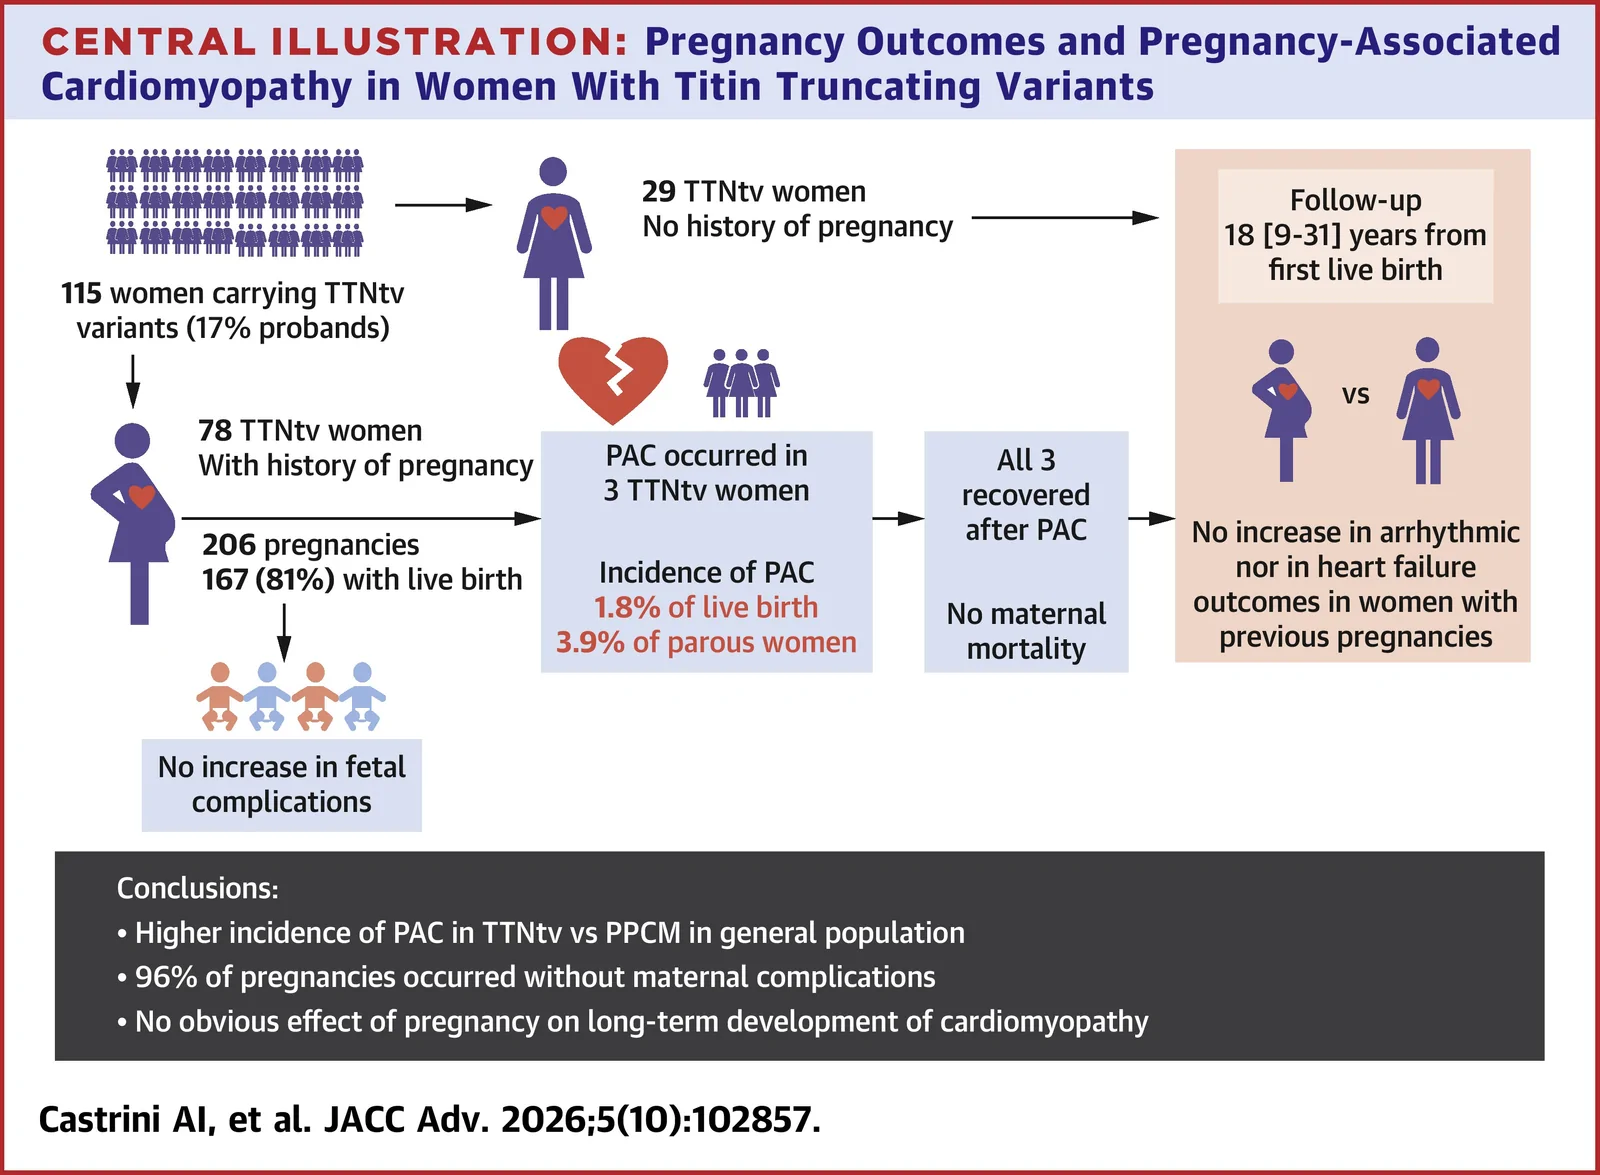 CENTRAL ILLUSTRATION: Pregnancy Outcomes and Pregnancy-Associated
Cardiomyopathy in Women With Titin Truncating Variants
115 women carrying TTNtv
variants (17% probands)
29 TTNtv women
No history of pregnancy
78 TTNtv women
With history of pregnancy
206 pregnancies
167 (81%) with live birth
No increase in fetal
complications
PAC occurred in
3 TTNtv women
Incidence of PAC
1.8% of live birth
3.9% of parous women
All 3
recovered
after PAC
No maternal
mortality
Follow-up
18 [9-31] years from
first live birth
vs
No increase in arrhythmic
nor in heart failure
outcomes in women with
previous pregnancies
Conclusions:
• Higher incidence of PAC in TTNtv vs PPCM in general population
• 96% of pregnancies occurred without maternal complications
• No obvious effect of pregnancy on long-term development of cardiomyopathy
Castrini AI, et al. JACC Adv. 2026;5(10):102857.